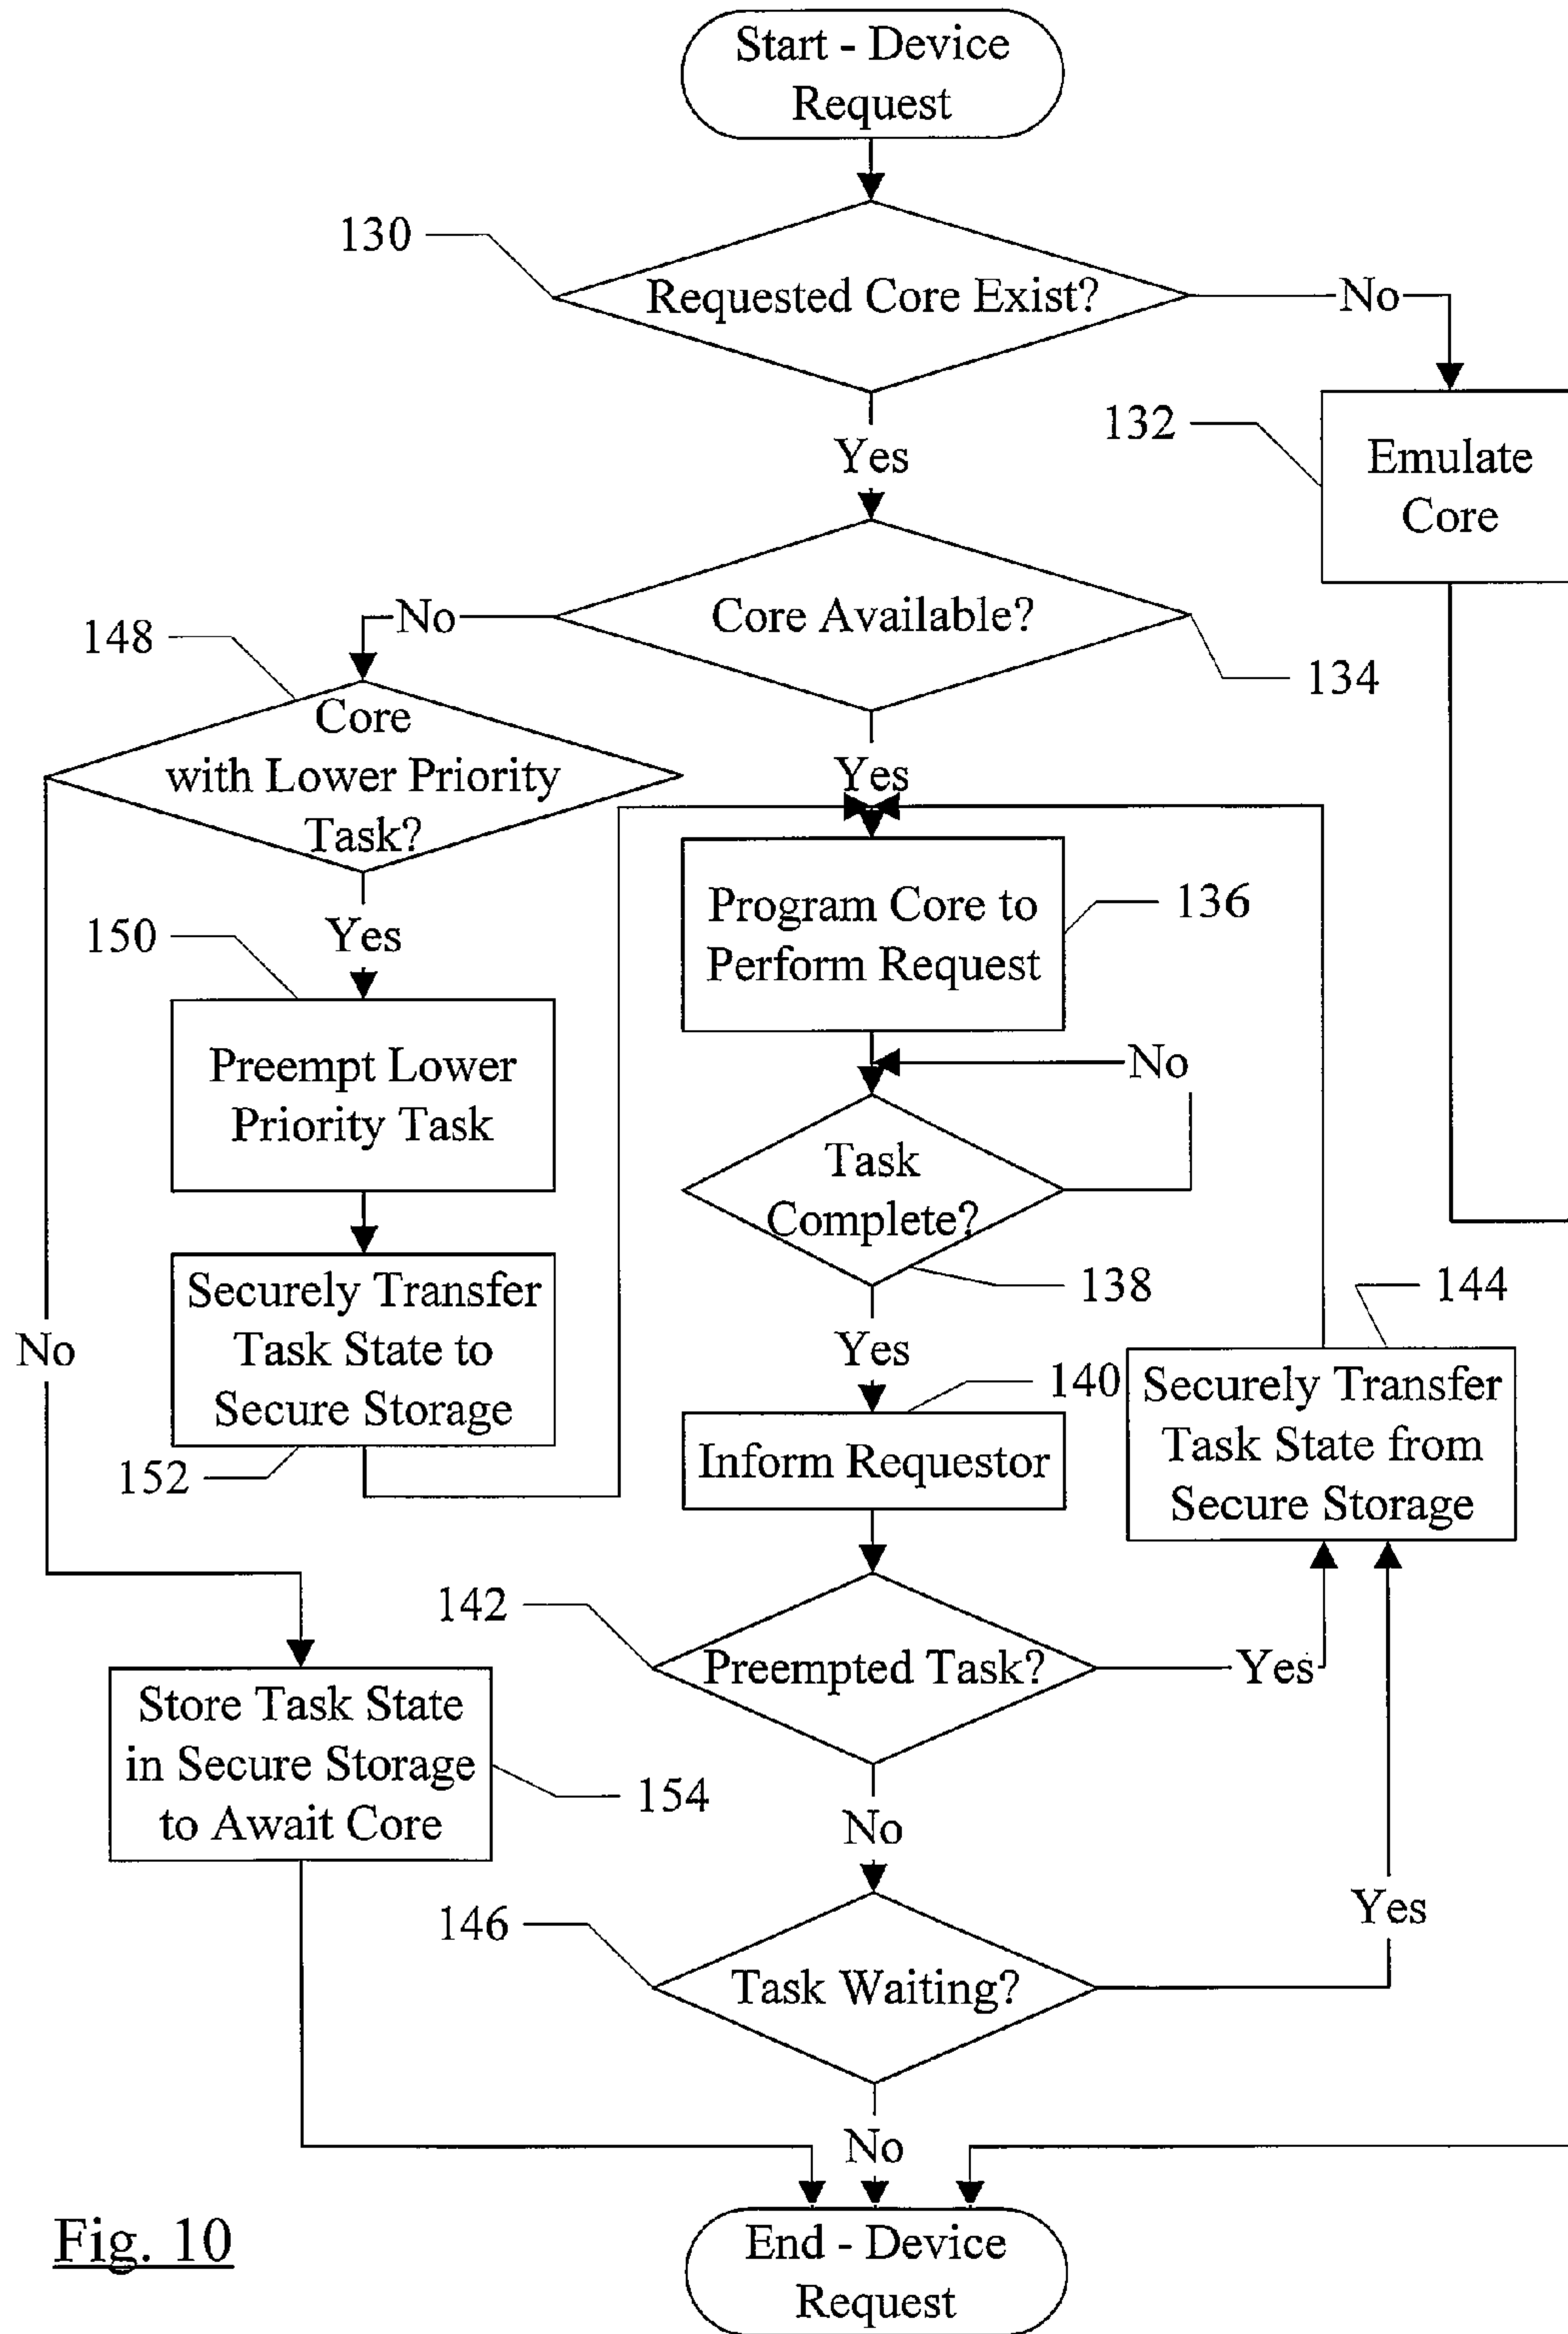 Start - Device
Request
130
Requested Core Exist?
No
Yes
132
Emulate
Core
Core Available?
No
134
148
Core
with Lower Priority
Task?
Yes
Program Core to
Perform Request
136
150
Yes
Preempt Lower
Priority Task
No
Task
Complete?
138
Yes
Securely Transfer
Task State to
Secure Storage
152
No
140
Inform Requestor
144
Securely Transfer
Task State from
Secure Storage
142
Preempted Task?
Yes
No
Store Task State
in Secure Storage
to Await Core
154
146
Task Waiting?
Yes
No
End - Device
Request
Fig. 10